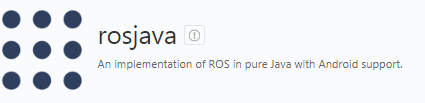 rosjava
An implementation of ROS in pure Java with Android support.